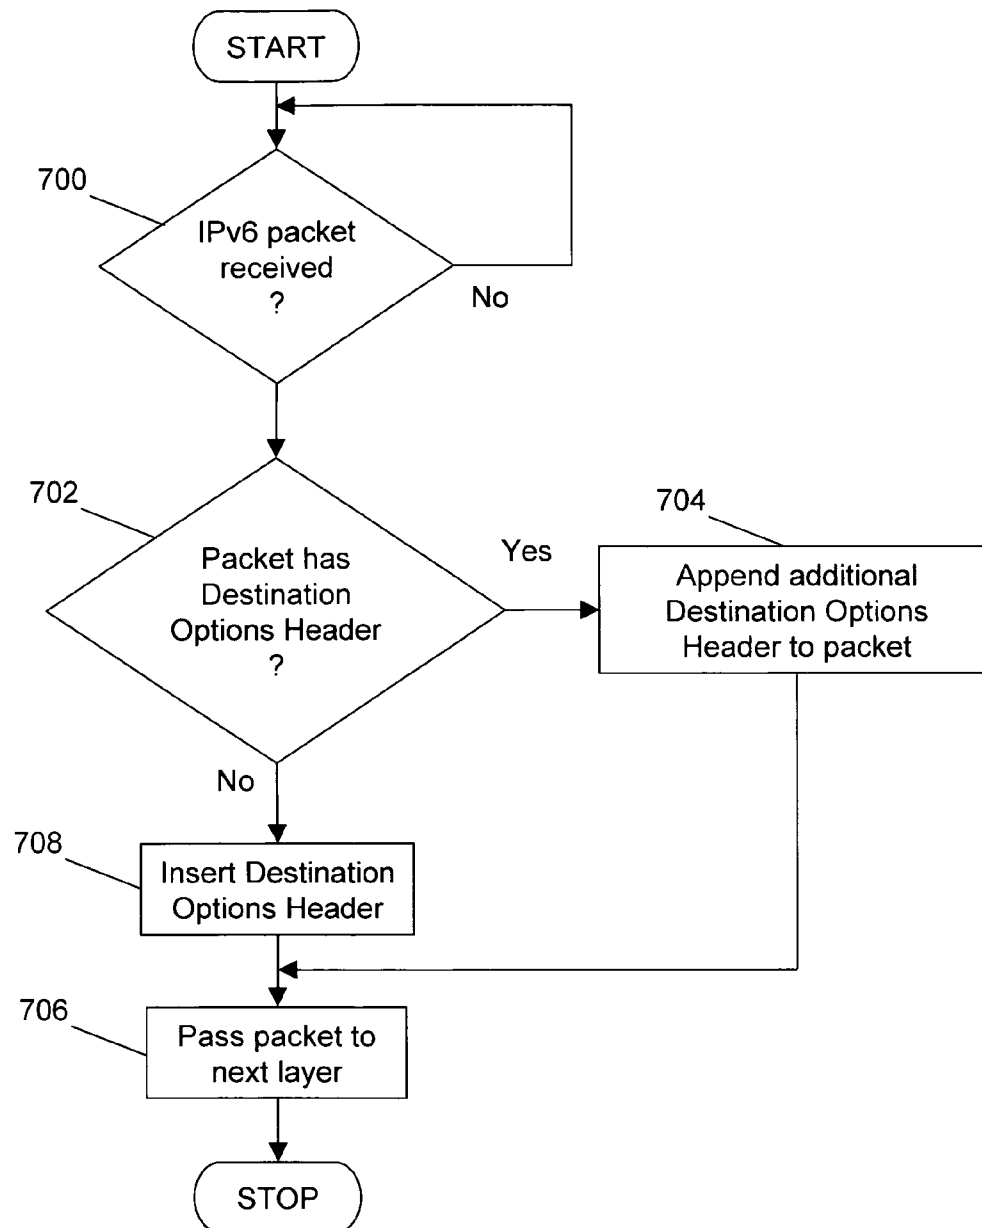 START
700
IPv6 packet
received
?
No
702
Packet has
Destination
Options Header
?
Yes
704
Append additional
Destination Options
Header to packet
No
708
Insert Destination
Options Header
706
Pass packet to
next layer
STOP